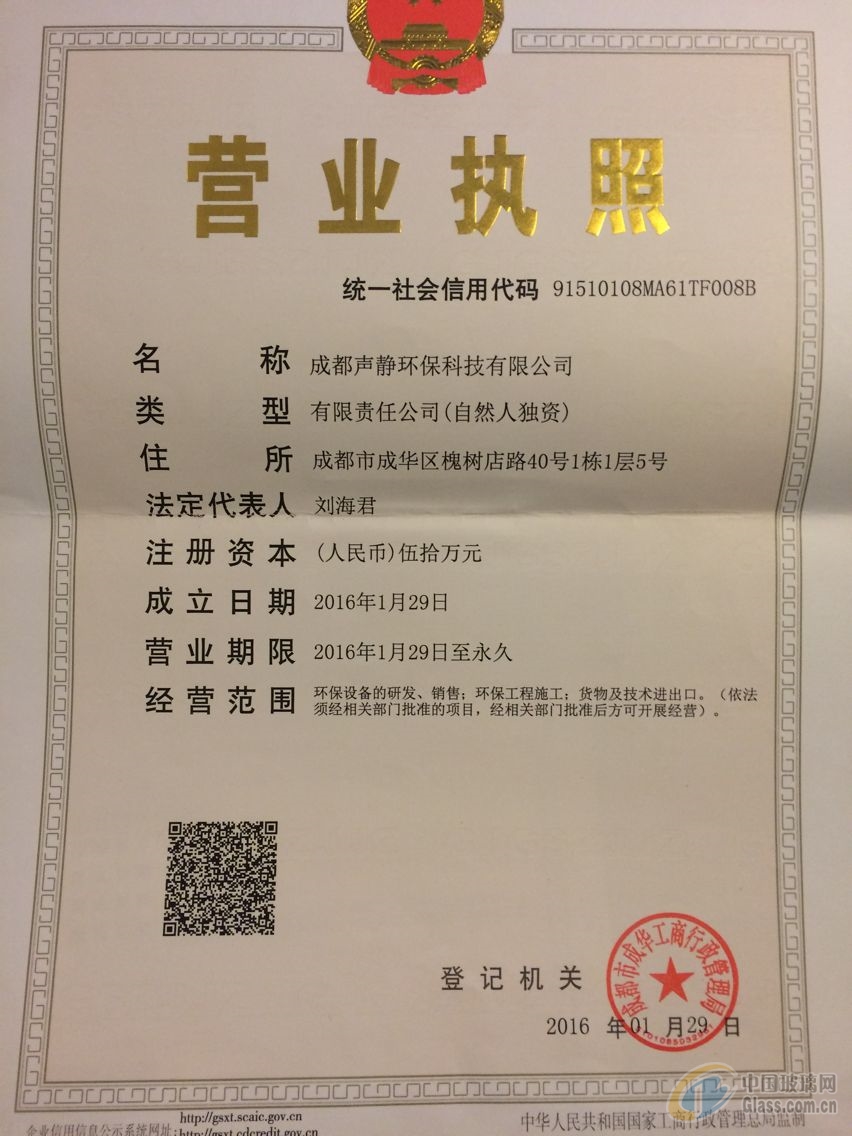 营业执照
统一社会信用代码 91510108MA61TF008B
名称 成都声静环保科技有限公司
类型 有限责任公司(自然人独资)
住所 成都市成华区槐树店路40号1栋1层5号
法定代表人 刘海君
注册资本 (人民币)伍拾万元
成立日期 2016年1月29日
营业期限 2016年1月29日至永久
经营范围 环保设备的研发、销售；环保工程施工；货物及技术进出口。（依法
须经相关部门批准的项目，经相关部门批准后方可开展经营）。
成都市成华工商行政管理局
登记机关
2016 年01 月29 日
中国玻璃网
Glass.com.cn
企业信用信息公示系统网址:
http://gsxt.scaic.gov.cn
http://gsxt.cdcredit.gov.cn
中华人民共和国国家工商行政管理总局监制